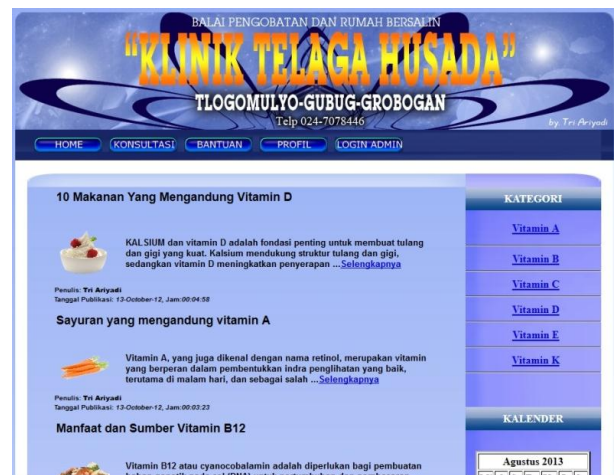 BALAI PENGOBATAN DAN RUMAH BERSALIN
"KLINIK TELAGA HUSADA"
TLOGOMULYO-GUBUG-GROBOGAN
Telp 024-7078446
by Tri Ariyadi
HOME KONSULTASI BANTUAN PROFIL LOGIN ADMIN
10 Makanan Yang Mengandung Vitamin D
KALSIUM dan vitamin D adalah fondasi penting untuk membuat tulang
dan gigi yang kuat. Kalsium mendukung struktur tulang dan gigi,
sedangkan vitamin D meningkatkan penyerapan ...Selengkapnya
Penulis: Tri Ariyadi
Tanggal Publikasi: 13-October-12, Jam:00:04:58
Sayuran yang mengandung vitamin A
Vitamin A, yang juga dikenal dengan nama retinol, merupakan vitamin
yang berperan dalam pembentukkan indra penglihatan yang baik,
terutama di malam hari, dan sebagai salah ...Selengkapnya
Penulis: Tri Ariyadi
Tanggal Publikasi: 13-October-12, Jam:00:03:23
Manfaat dan Sumber Vitamin B12
Vitamin B12 atau cyanocobalamin adalah diperlukan bagi pembuatan
KATEGORI
Vitamin A
Vitamin B
Vitamin C
Vitamin D
Vitamin E
Vitamin K
KALENDER
Agustus 2013